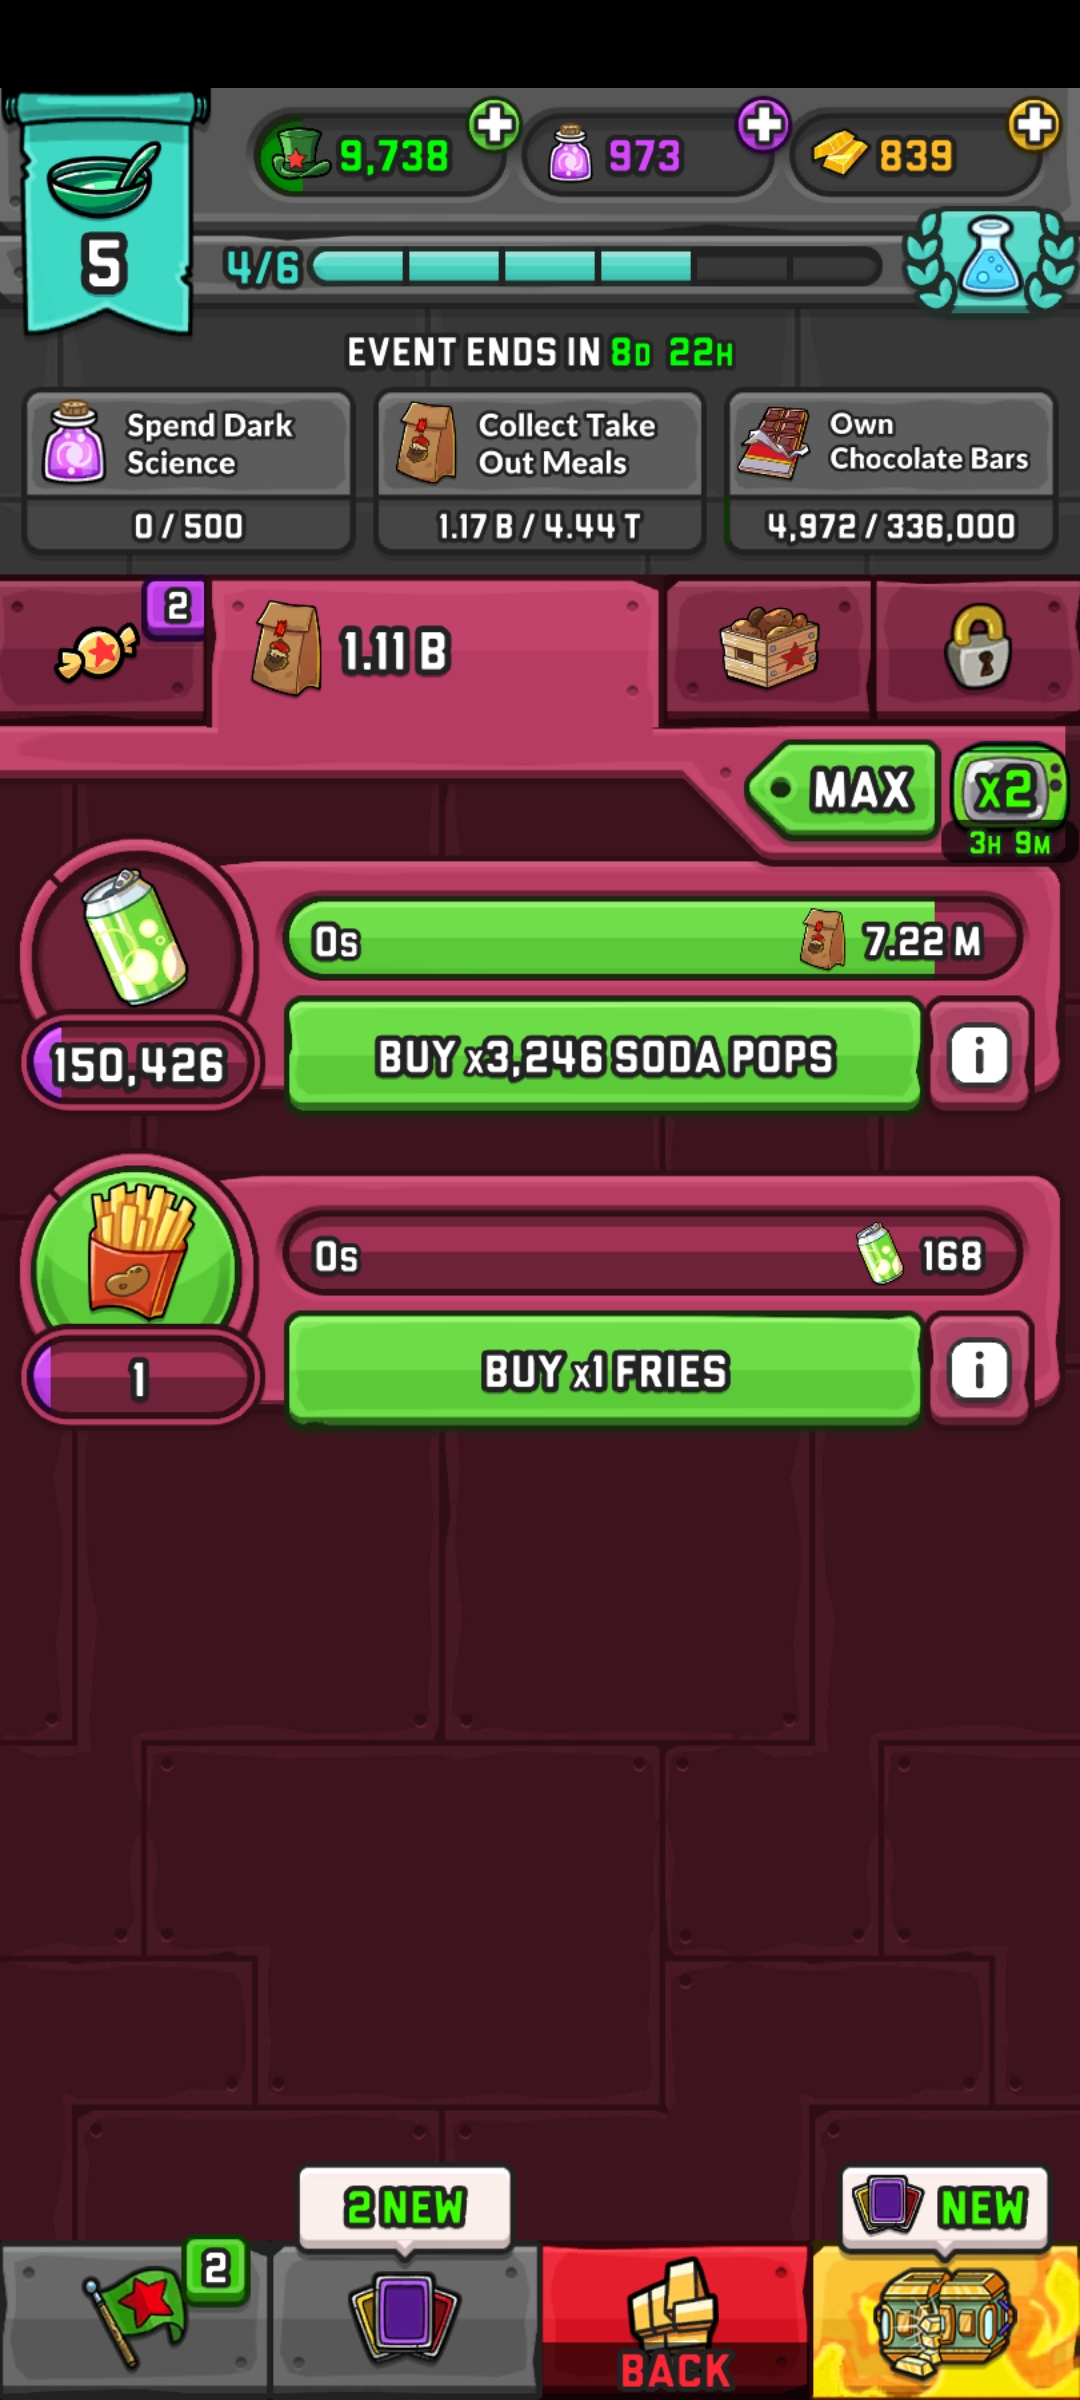 9,738
973
839
5
4/6
EVENT ENDS IN 8D 22H
Spend Dark
Science
0 / 500
Collect Take
Out Meals
1.17 B / 4.44 T
Own
Chocolate Bars
4,972 / 336,000
2
1.11 B
MAX
x2
3H 9M
0s
7.22 M
150,426
BUY x3,246 SODA POPS
i
0s
168
1
BUY x1 FRIES
i
2 NEW
NEW
2
BACK